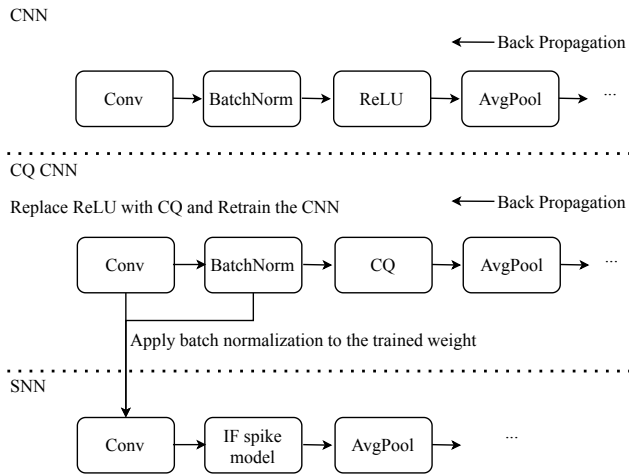 CNN
Back Propagation
Conv
BatchNorm
ReLU
AvgPool
...
CQ CNN
Replace ReLU with CQ and Retrain the CNN
Back Propagation
Conv
BatchNorm
CQ
AvgPool
...
Apply batch normalization to the trained weight
SNN
Conv
IF spike
model
AvgPool
...